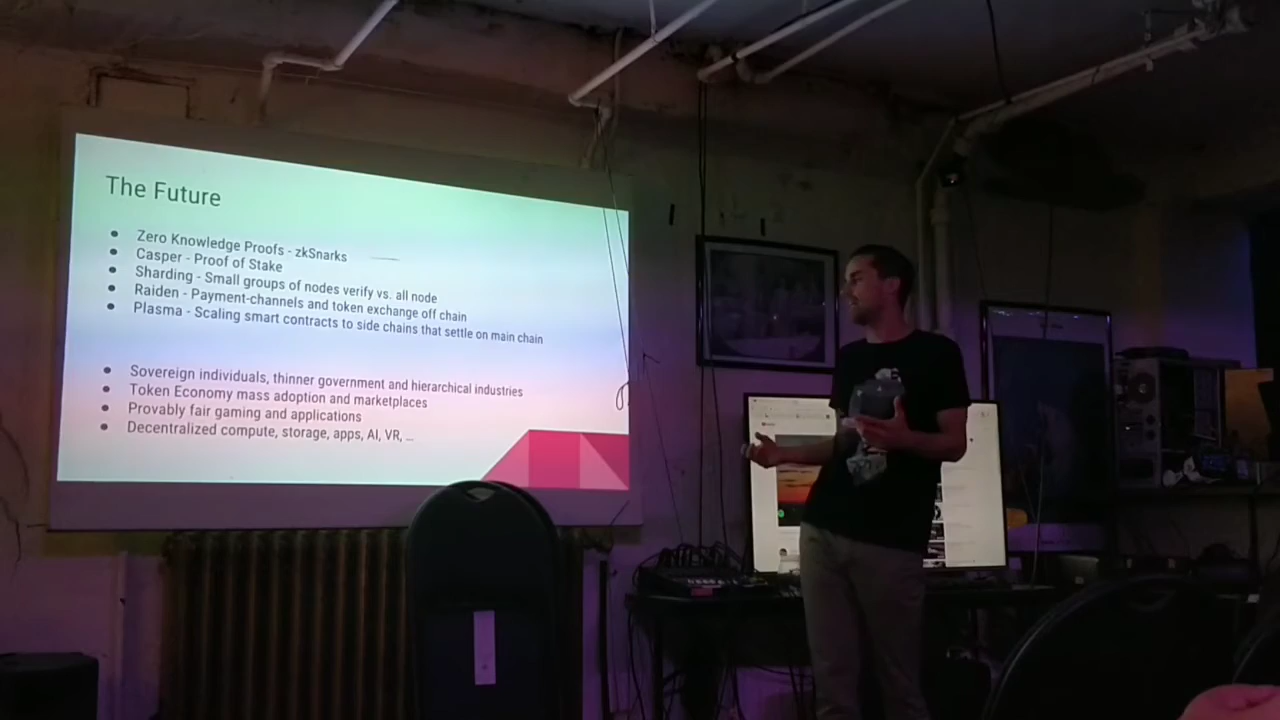 The Future
● Zero Knowledge Proofs - zkSnarks
● Casper - Proof of Stake
● Sharding - Small groups of nodes verify vs. all node
● Raiden - Payment-channels and token exchange off chain
● Plasma - Scaling smart contracts to side chains that settle on main chain
● Sovereign individuals, thinner government and hierarchical industries
● Token Economy mass adoption and marketplaces
● Provably fair gaming and applications
● Decentralized compute, storage, apps, AI, VR, ...